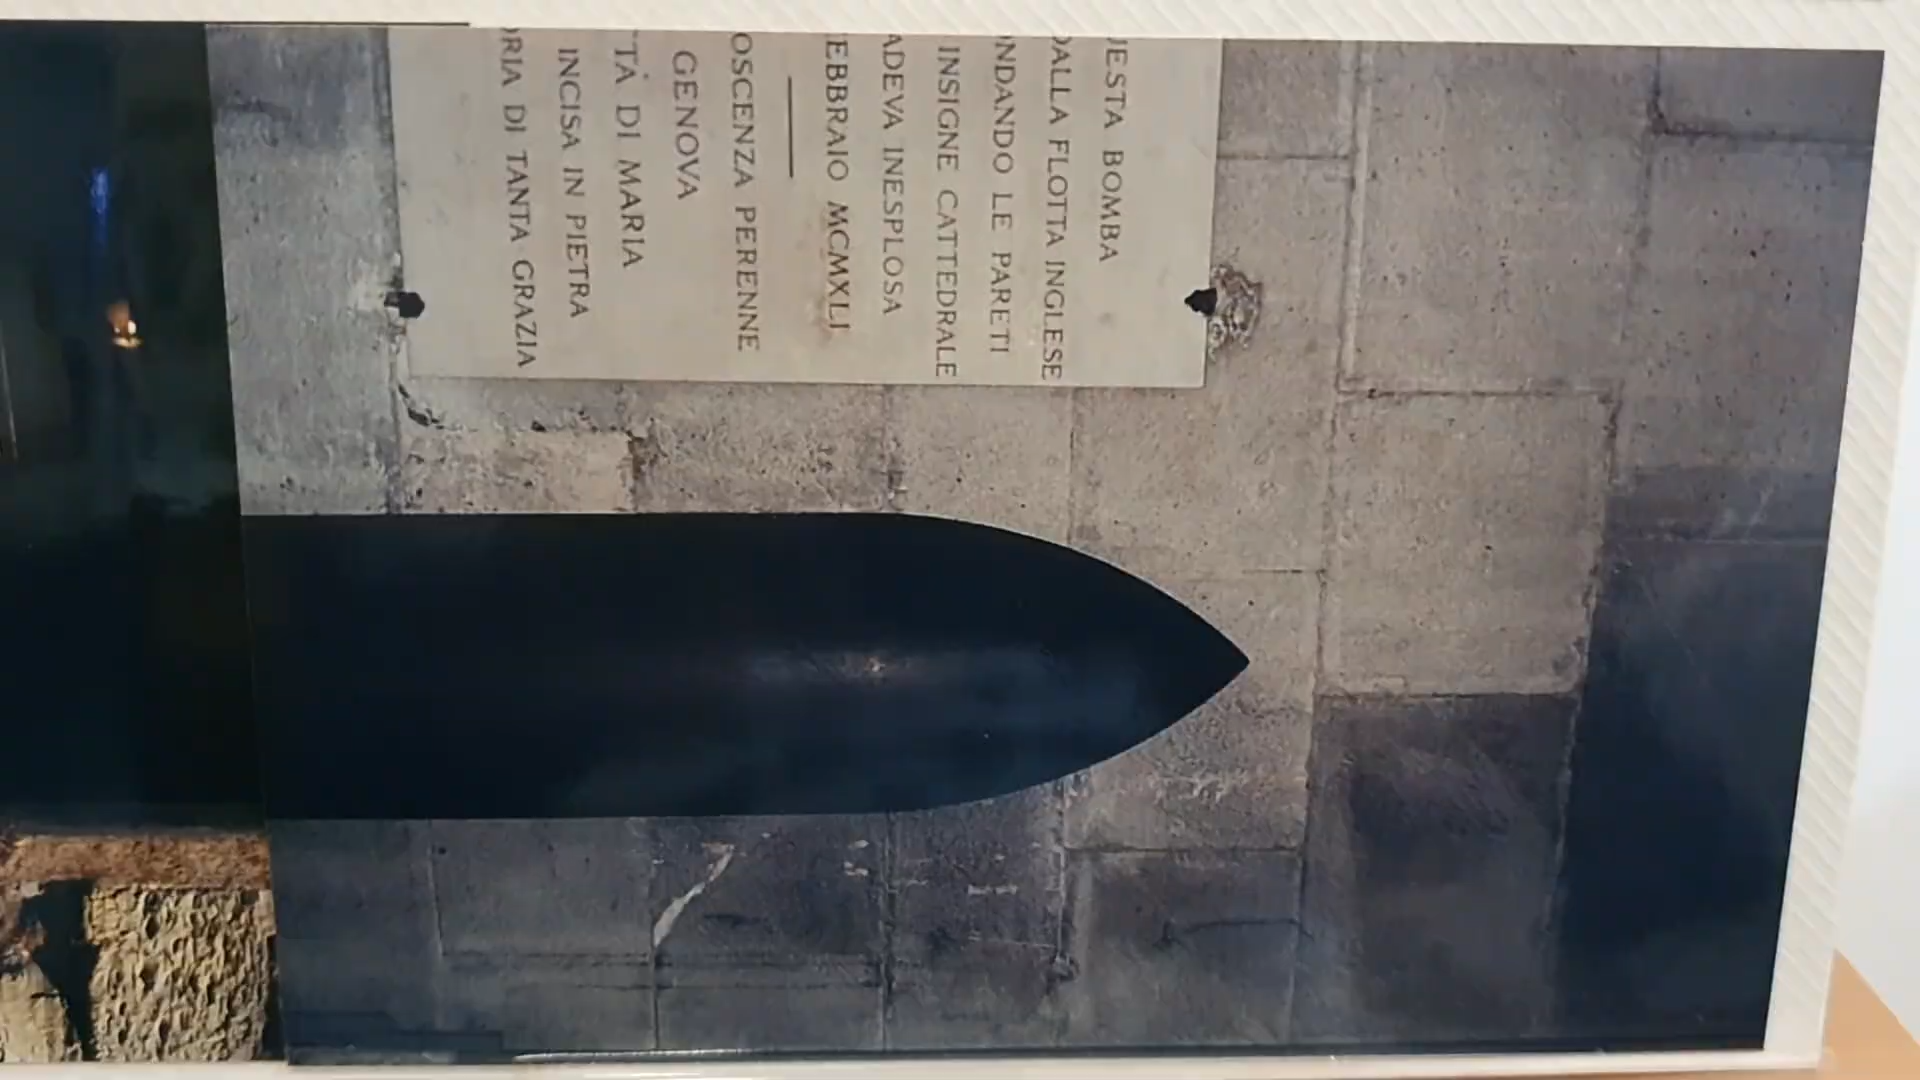 UESTA BOMBA
DALLA FLOTTA INGLESE
NDANDO LE PARETI
INSIGNE CATTEDRALE
ADEVA INESPLOSA
EBBRAIO MCMXLI
OSCENZA PERENNE
GENOVA
TÀ DI MARIA
INCISA IN PIETRA
ORIA DI TANTA GRAZIA